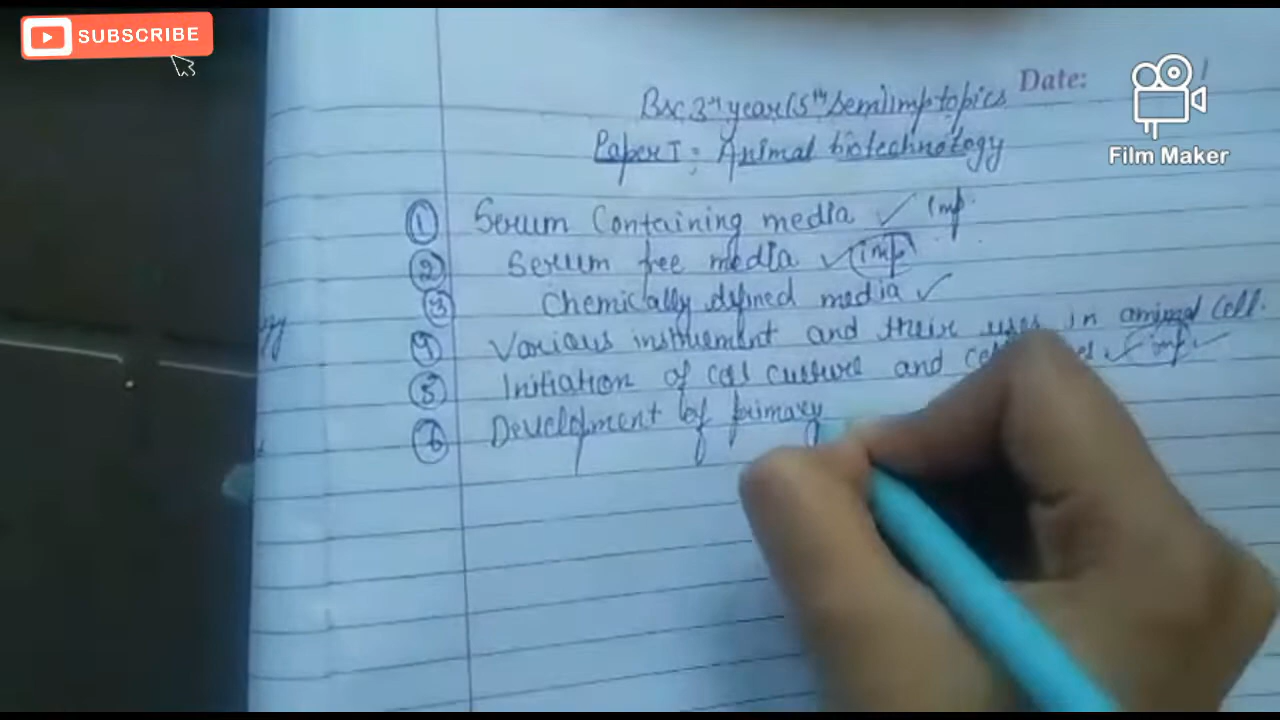 SUBSCRIBE
Date:
Film Maker
Bsc 3rd year (5th sem) imp topics
Paper I : Animal biotechnology
1 Serum Containing media ✓ imp.
2 Serum free media ✓ imp
3 Chemically defined media ✓
4 Various instrument and their uses in animal cell.
5 Initiation of cell culture and ✓ imp ✓
6 Development of primary